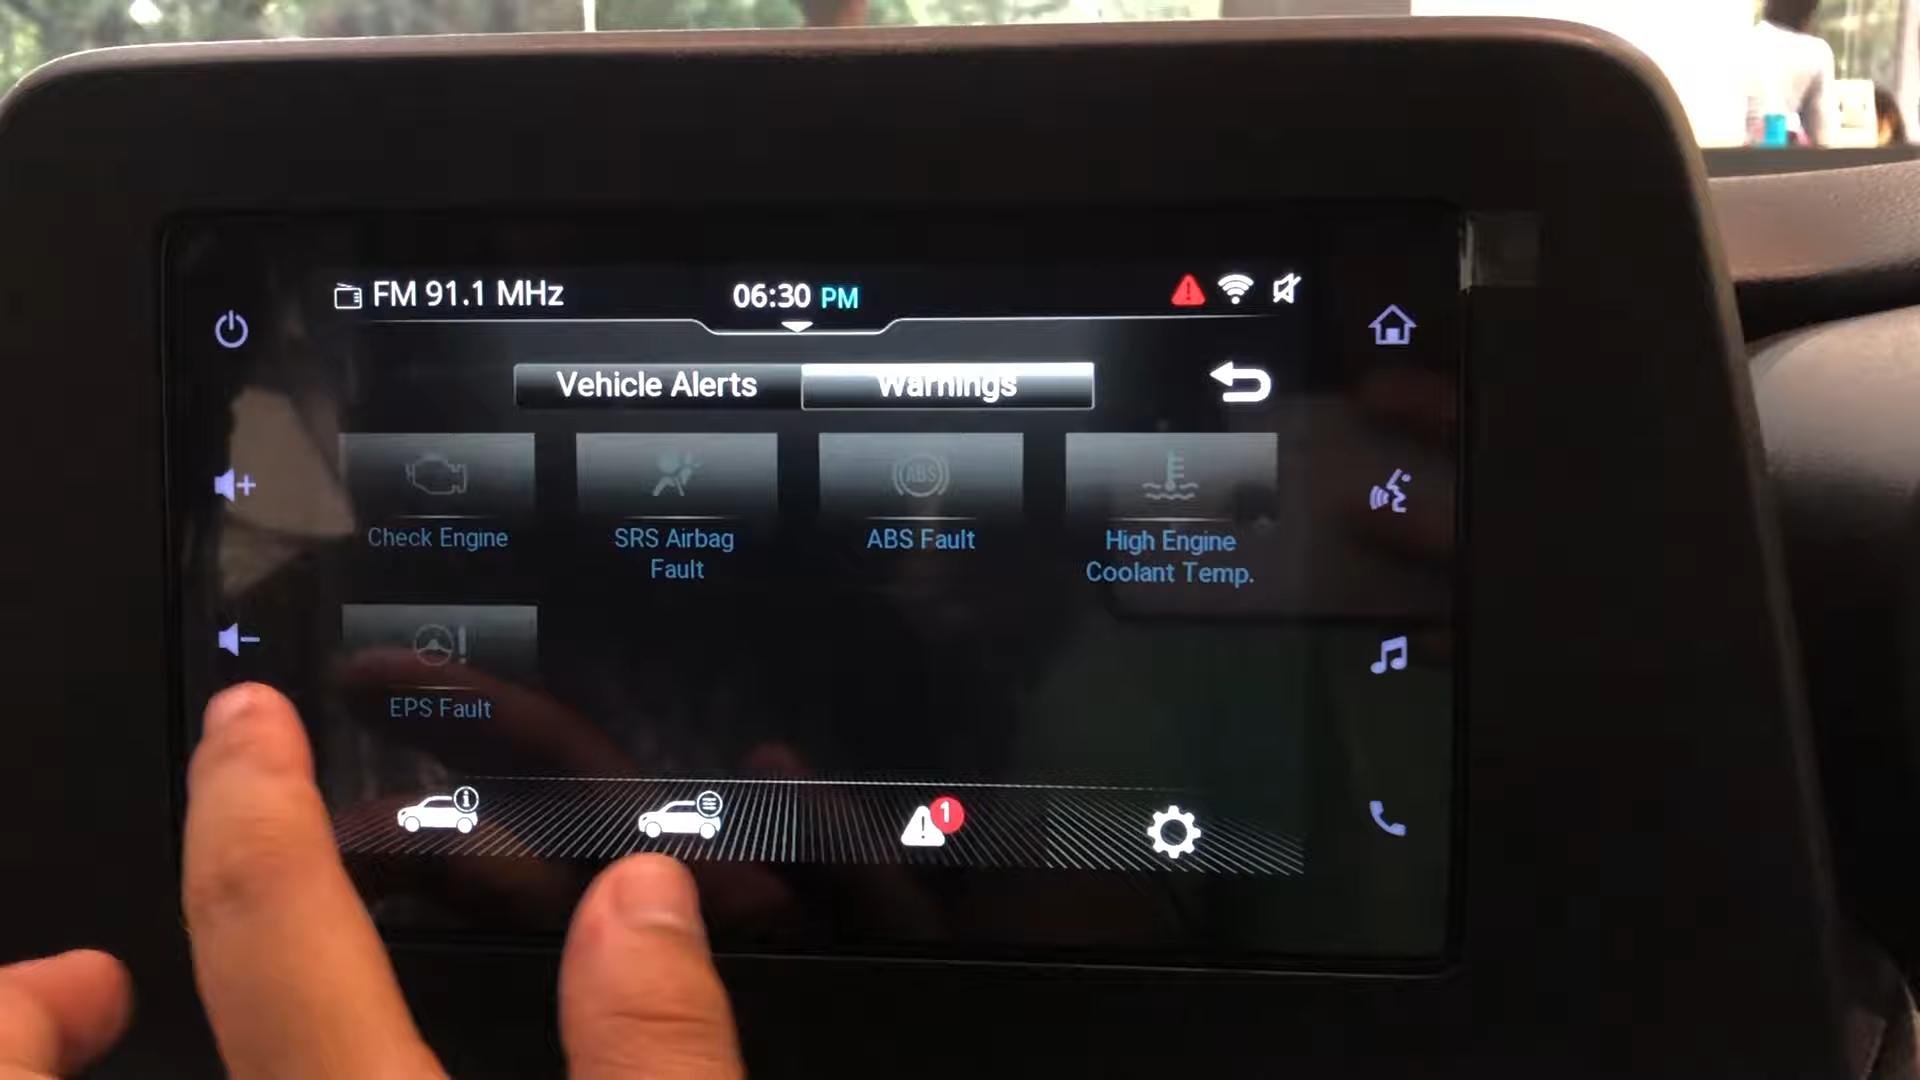 FM 91.1 MHz
06:30 PM
Vehicle Alerts
Warnings
Check Engine
SRS Airbag
Fault
ABS
ABS Fault
High Engine
Coolant Temp.
EPS Fault
1